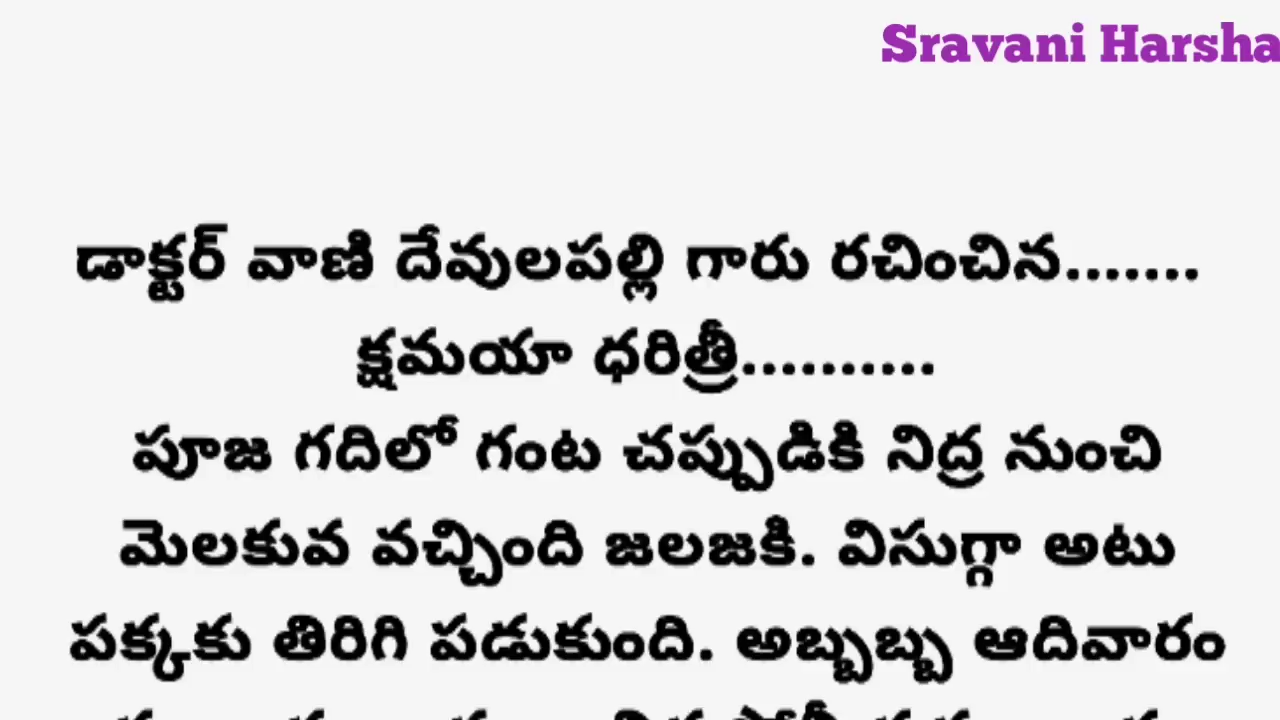 Sravani Harsha
డాక్టర్ వాణి దేవులపల్లి గారు రచించిన.......
క్షమయా ధరిత్రీ..........
పూజ గదిలో గంట చప్పుడికి నిద్ర నుంచి
మెలకువ వచ్చింది జలజకి. విసుగ్గా అటు
పక్కకు తిరిగి పడుకుంది. అబ్బబ్బ ఆదివారం